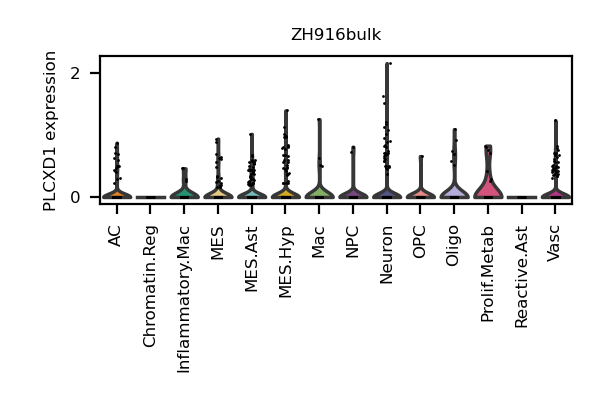 ZH916bulk
PLCXD1 expression
2
0
AC
Chromatin.Reg
Inflammatory.Mac
MES
MES.Ast
MES.Hyp
Mac
NPC
Neuron
OPC
Oligo
Prolif.Metab
Reactive.Ast
Vasc